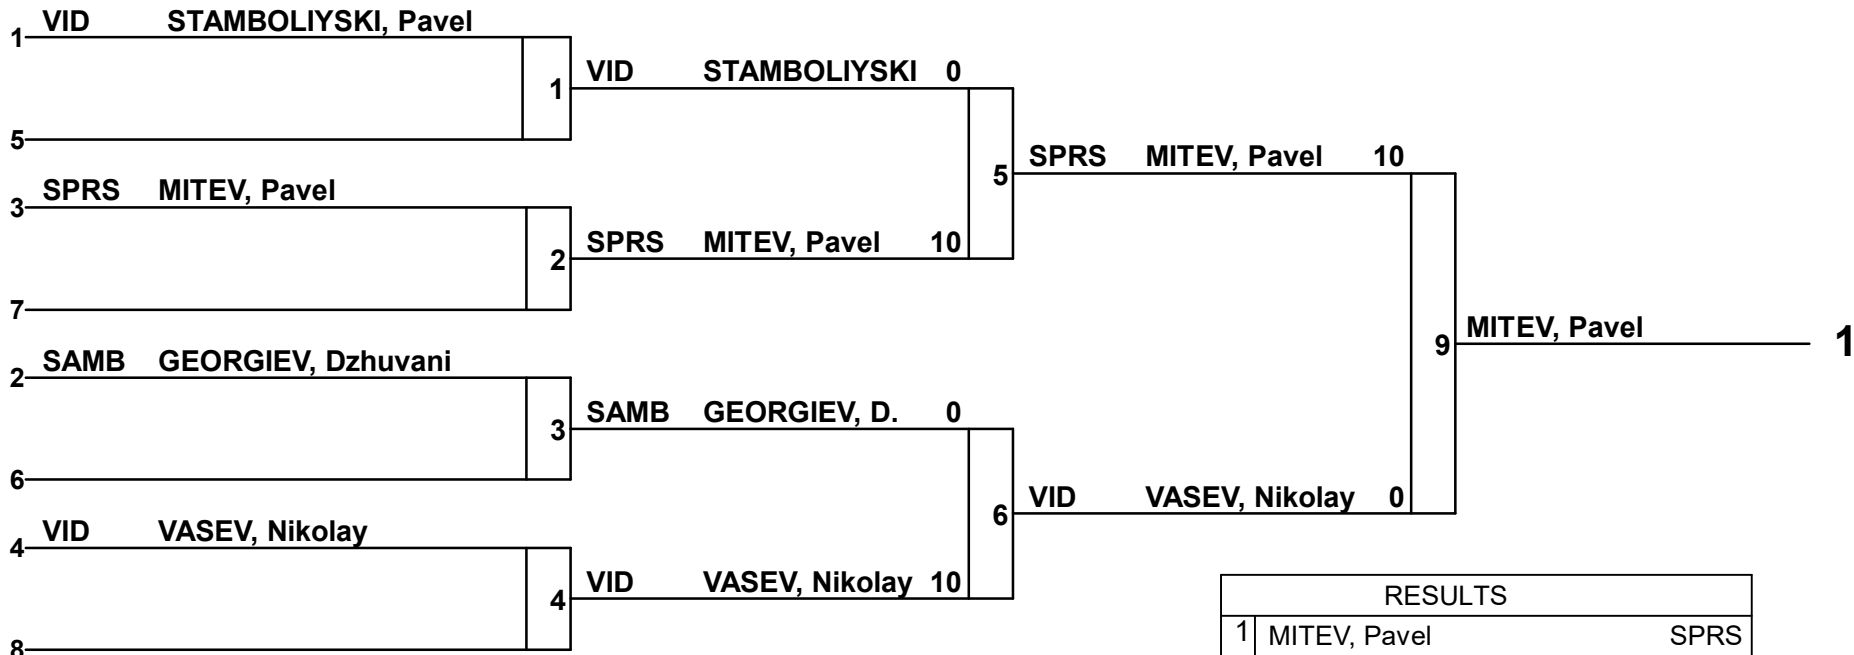 1 VID STAMBOLIYSKI, Pavel
1 VID STAMBOLIYSKI 0
5
5 SPRS MITEV, Pavel 10
3 SPRS MITEV, Pavel
2 SPRS MITEV, Pavel 10
7
9 MITEV, Pavel 1
2 SAMB GEORGIEV, Dzhuvani
3 SAMB GEORGIEV, D. 0
6
6 VID VASEV, Nikolay 0
4 VID VASEV, Nikolay
4 VID VASEV, Nikolay 10
8
RESULTS
1 MITEV, Pavel SPRS